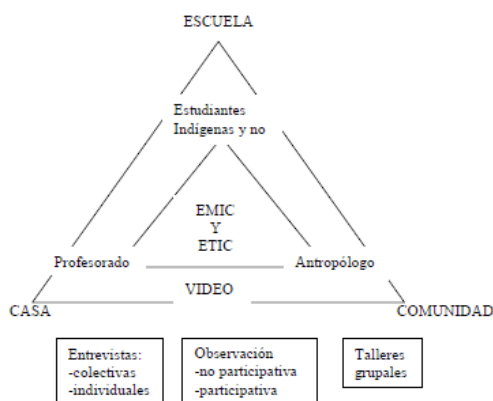 ESCUELA
Estudiantes
Indígenas y no
EMIC
Y
ETIC
Profesorado
Antropólogo
VIDEO
CASA
COMUNIDAD
Entrevistas:
-colectivas
-individuales
Observación
-no participativa
-participativa
Talleres
grupales